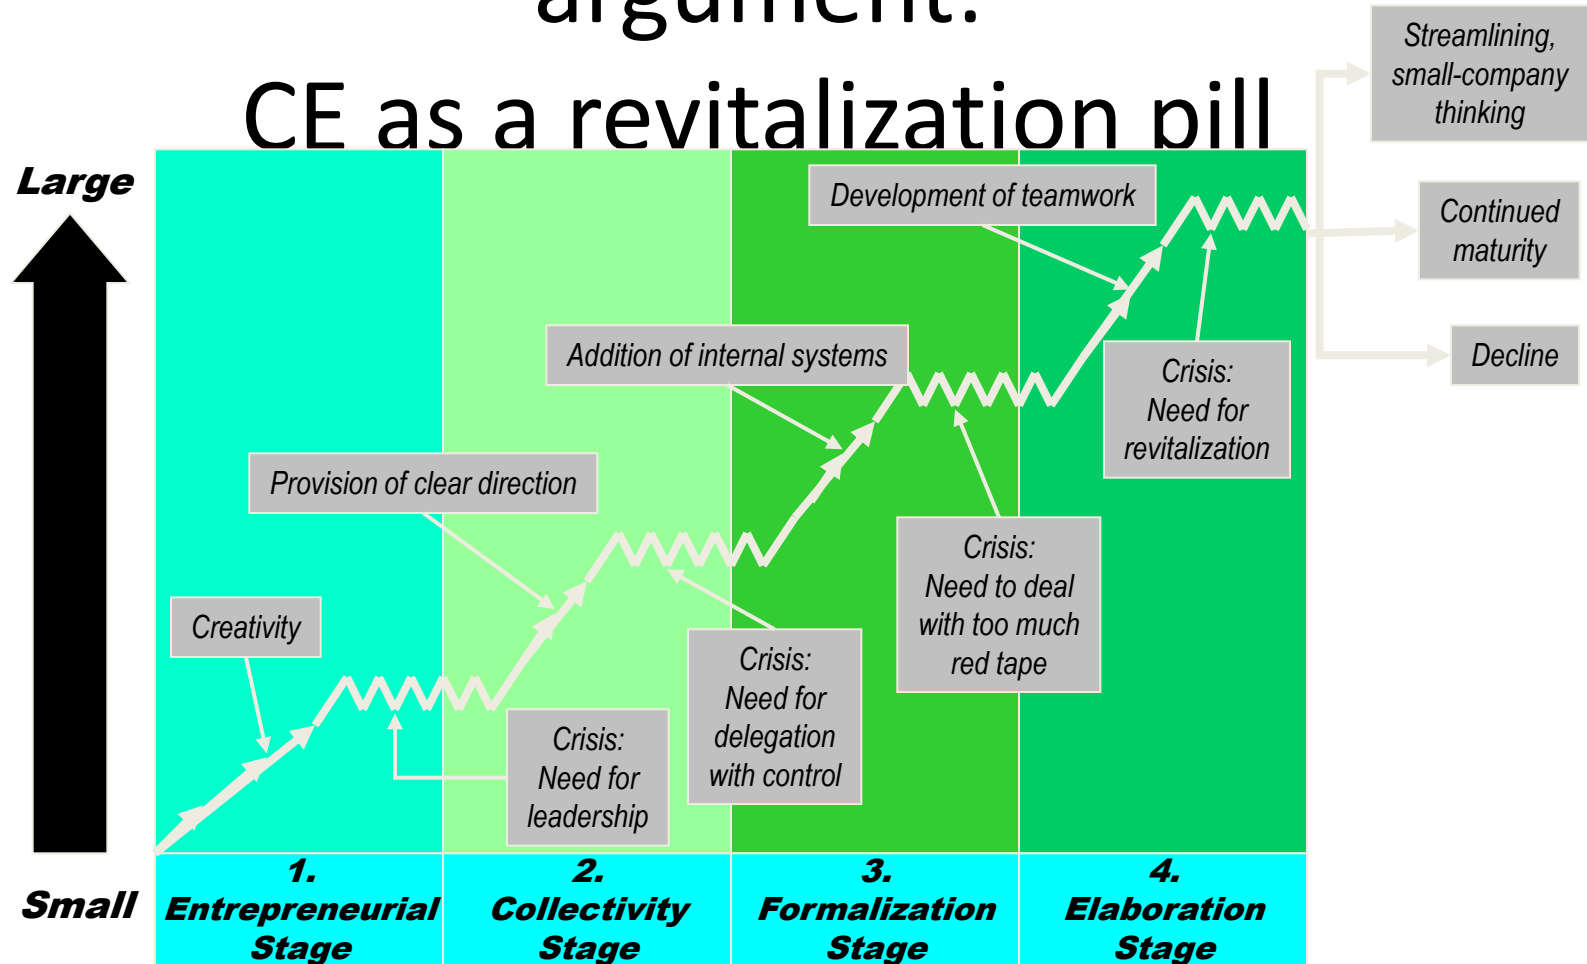 argument:
CE as a revitalization pill
Streamlining,
small-company
thinking
Large
Development of teamwork
Continued
maturity
Addition of internal systems
Crisis:
Need for
revitalization
Decline
Provision of clear direction
Crisis:
Need to deal
with too much
red tape
Creativity
Crisis:
Need for
delegation
with control
Crisis:
Need for
leadership
Small
1.
Entrepreneurial
Stage
2.
Collectivity
Stage
3.
Formalization
Stage
4.
Elaboration
Stage